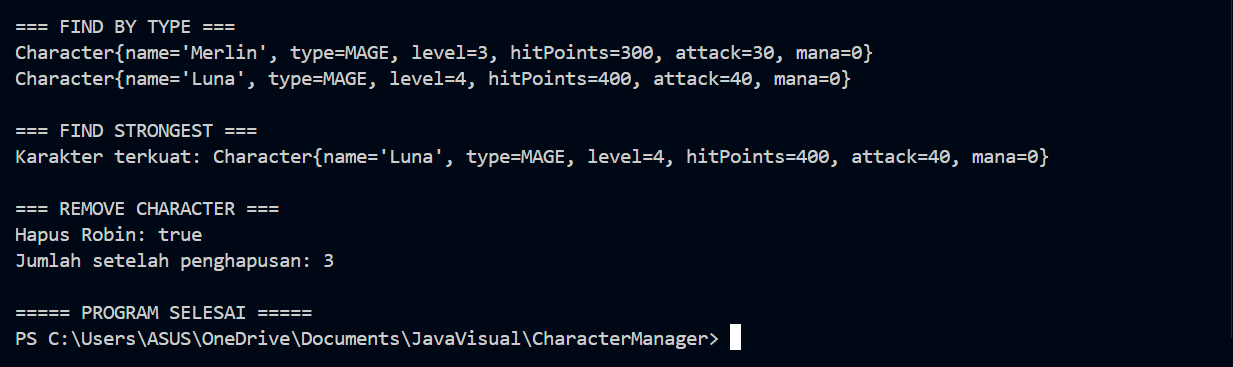 === FIND BY TYPE ===
Character{name='Merlin', type=MAGE, level=3, hitPoints=300, attack=30, mana=0}
Character{name='Luna', type=MAGE, level=4, hitPoints=400, attack=40, mana=0}
=== FIND STRONGEST ===
Karakter terkuat: Character{name='Luna', type=MAGE, level=4, hitPoints=400, attack=40, mana=0}
=== REMOVE CHARACTER ===
Hapus Robin: true
Jumlah setelah penghapusan: 3
===== PROGRAM SELESAI =====
PS C:\Users\ASUS\OneDrive\Documents\JavaVisual\CharacterManager>